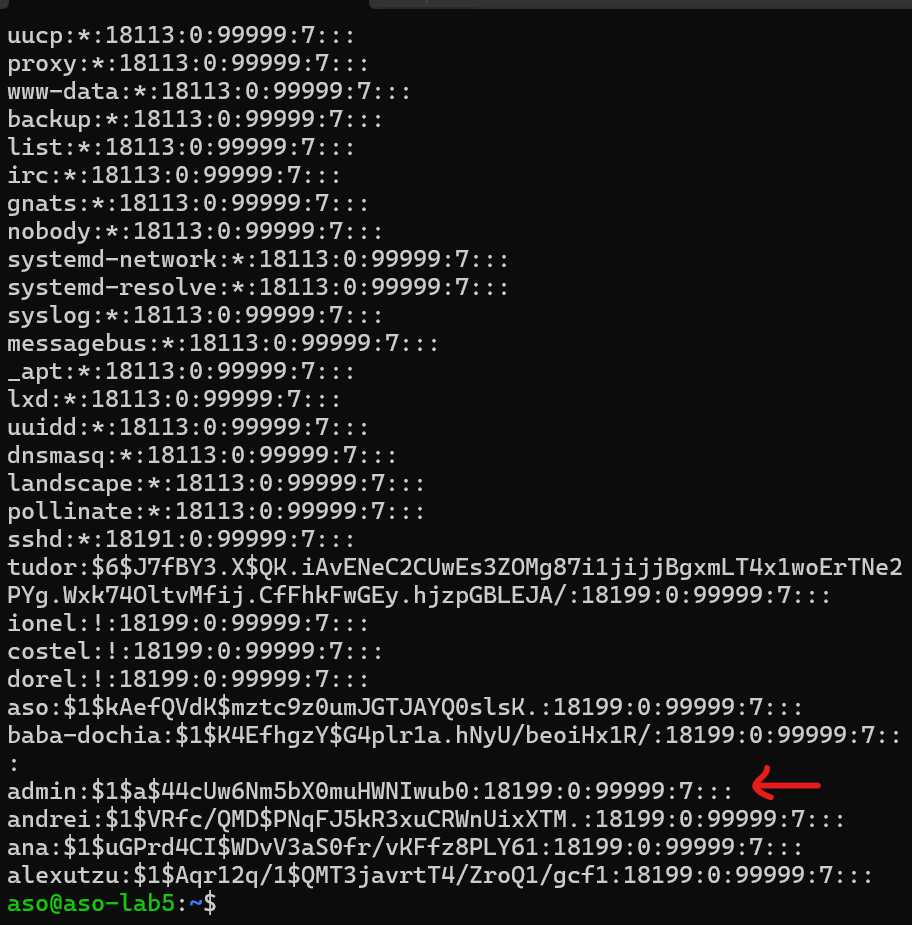 uucp:*:18113:0:99999:7:::
proxy:*:18113:0:99999:7:::
www-data:*:18113:0:99999:7:::
backup:*:18113:0:99999:7:::
list:*:18113:0:99999:7:::
irc:*:18113:0:99999:7:::
gnats:*:18113:0:99999:7:::
nobody:*:18113:0:99999:7:::
systemd-network:*:18113:0:99999:7:::
systemd-resolve:*:18113:0:99999:7:::
syslog:*:18113:0:99999:7:::
messagebus:*:18113:0:99999:7:::
_apt:*:18113:0:99999:7:::
lxd:*:18113:0:99999:7:::
uuidd:*:18113:0:99999:7:::
dnsmasq:*:18113:0:99999:7:::
landscape:*:18113:0:99999:7:::
pollinate:*:18113:0:99999:7:::
sshd:*:18191:0:99999:7:::
tudor:$6$J7fBY3.X$Qk.iAvENeC2CUwEs3ZOMg87i1jijjBgxmLT4x1woErTNe2
PYg.Wxk74OltvMfij.CfFhkFwGEy.hjzpGBLEJA/:18199:0:99999:7:::
ionel:!:18199:0:99999:7:::
costel:!:18199:0:99999:7:::
dorel:!:18199:0:99999:7:::
aso:$1$kAefQVdK$mztc9z0umJGTJAYQ0slsK.:18199:0:99999:7:::
baba-dochia:$1$K4EfhgzY$G4plr1a.hNyU/beoiHx1R/:18199:0:99999:7::
:
admin:$1$a$44cUw6Nm5bX0muHWNIwub0:18199:0:99999:7:::
andrei:$1$VRfc/QMD$PNqFJ5kR3xuCRWnUixXTM.:18199:0:99999:7:::
ana:$1$uGPrd4CI$WDvV3aS0fr/vKFfz8PLY61:18199:0:99999:7:::
alexutzu:$1$Aqr12q/1$QMT3javrtT4/ZroQ1/gcf1:18199:0:99999:7:::
aso@aso-lab5:~$